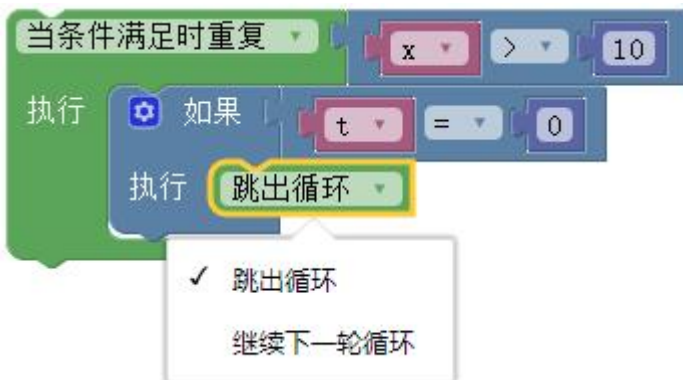 当条件满足时重复 x > 10
执行 如果 t = 0
执行 跳出循环
✓ 跳出循环
继续下一轮循环